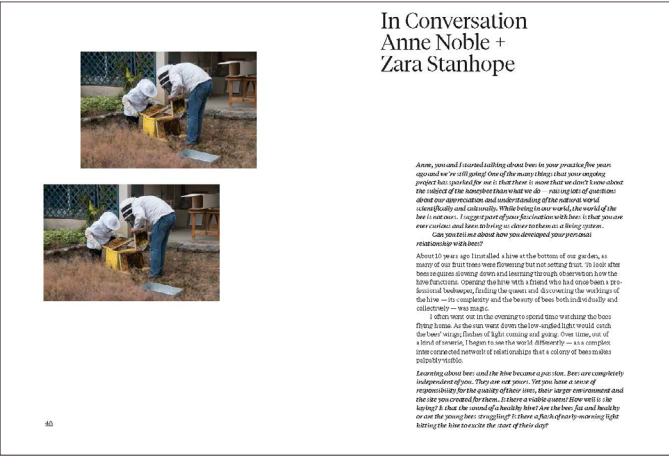 In Conversation
Anne Noble +
Zara Stanhope
Anne, you and I started talking about bees in your practice five years
ago and we're still going! One of the many things that your ongoing
project has sparked for me is that there is more that we don't know about
the subject of the honeybee than what we do — raising lots of questions
about our appreciation and understanding of the natural world
scientifically and culturally. While being in our world, the world of the
bee is not ours. I suggest part of your fascination with bees is that you are
ever curious and keen to bring us closer to them as a living system.
Can you tell me about how you developed your personal
relationship with bees?
About 10 years ago I installed a hive at the bottom of our garden, as
many of our fruit trees were flowering but not setting fruit. To look after
bees requires slowing down and learning through observation how the
hive functions. Opening the hive with a friend who had once been a pro-
fessional beekeeper, finding the queen and discovering the workings of
the hive — its complexity and the beauty of bees both individually and
collectively — was magic.
I often went out in the evening to spend time watching the bees
flying home. As the sun went down the low-angled light would catch
the bees' wings; flashes of light coming and going. Over time, out of
a kind of reverie, I began to see the world differently — as a complex
interconnected network of relationships that a colony of bees makes
palpably visible.
Learning about bees and the hive became a passion. Bees are completely
independent of you. They are not yours. Yet you have a sense of
responsibility for the quality of their lives, their larger environment and
the site you created for them. Is there a viable queen? How well is she
laying? Is that the sound of a healthy hive? Are the bees fat and healthy
or are the young bees struggling? Is there a flash of early-morning light
hitting the hive to excite the start of their day?